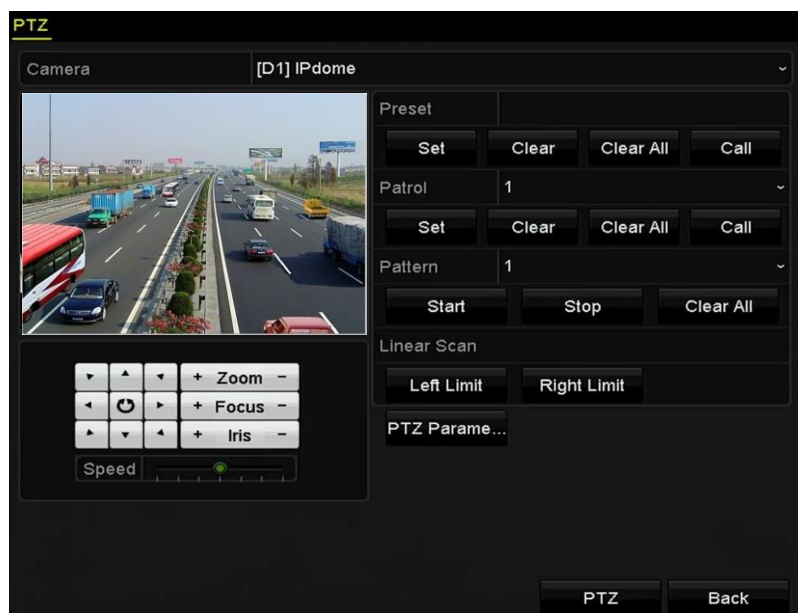 PTZ
Camera [D1] IPdome
Preset
Set Clear Clear All Call
Patrol 1
Set Clear Clear All Call
Pattern 1
Start Stop Clear All
Linear Scan
Left Limit Right Limit
PTZ Parame...
+ Zoom -
+ Focus -
+ Iris -
Speed
PTZ Back